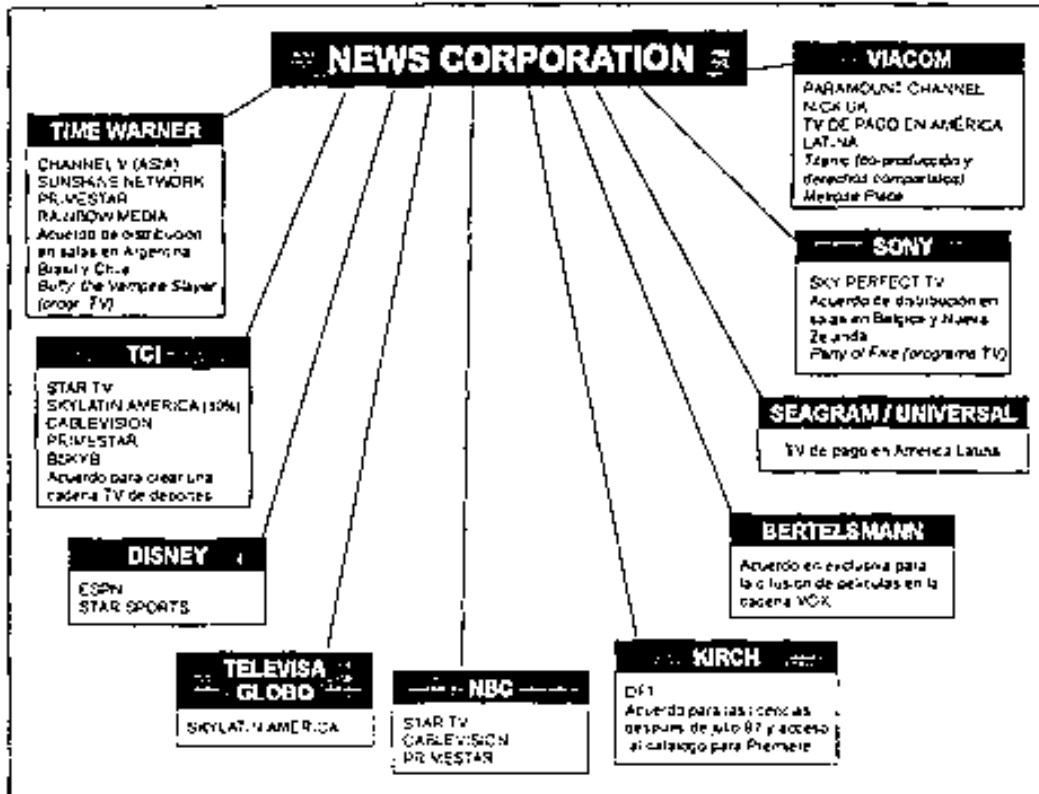 NEWS CORPORATION
VIACOM
PARAMOUNT CHANNEL
NICK UK
TV DE PAGO EN AMÉRICA
LATINA
(co-producción y
derechos compartidos)
Melrose Place
TIME WARNER
CHANNEL V (ASIA)
NETWORK
PRIMESTAR
RAINBOW MEDIA
Acuerdo de distribución
en salas en Argentina
Brasil y Chile
Buffy the Vampire Slayer
(progr. TV)
SONY
SKY PERFECT TV
Acuerdo de distribución en
salas en Bélgica y Nueva
Zelanda
Party of Five (programa TV)
TCI
STAR TV
SKYLATIN AMERICA
CABLEVISION
PRIMESTAR
BSKYB
Acuerdo para crear una
cadena TV de deportes
SEAGRAM / UNIVERSAL
TV de pago en América Latina
BERTELSMANN
Acuerdo en exclusiva para
la difusión de películas en la
cadena VOX
DISNEY
ESPN
STAR SPORTS
KIRCH
DF1
Acuerdo para las licencias
después de julio 97 y acceso
al catálogo para Premiere
TELEVISA
GLOBO
SKYLATIN AMERICA
NBC
STAR TV
CABLEVISION
PRIMESTAR